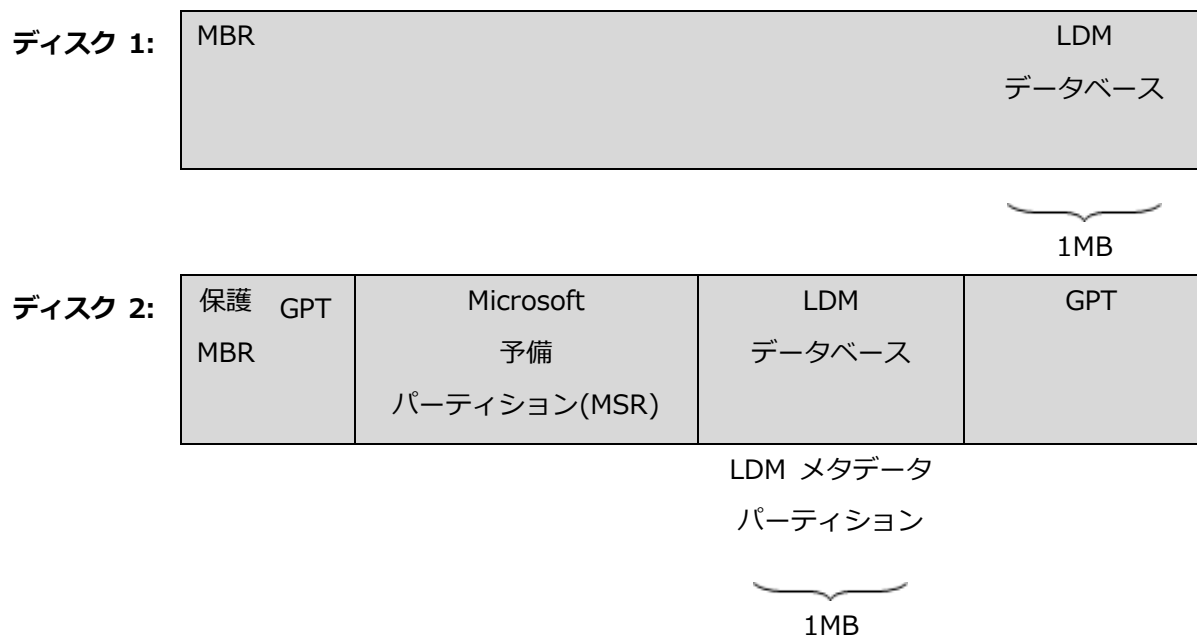 ディスク 1:
MBR
LDM
データベース
1MB
ディスク 2:
保護
MBR
GPT
Microsoft
予備
パーティション(MSR)
LDM
データベース
GPT
LDM メタデータ
パーティション
1MB